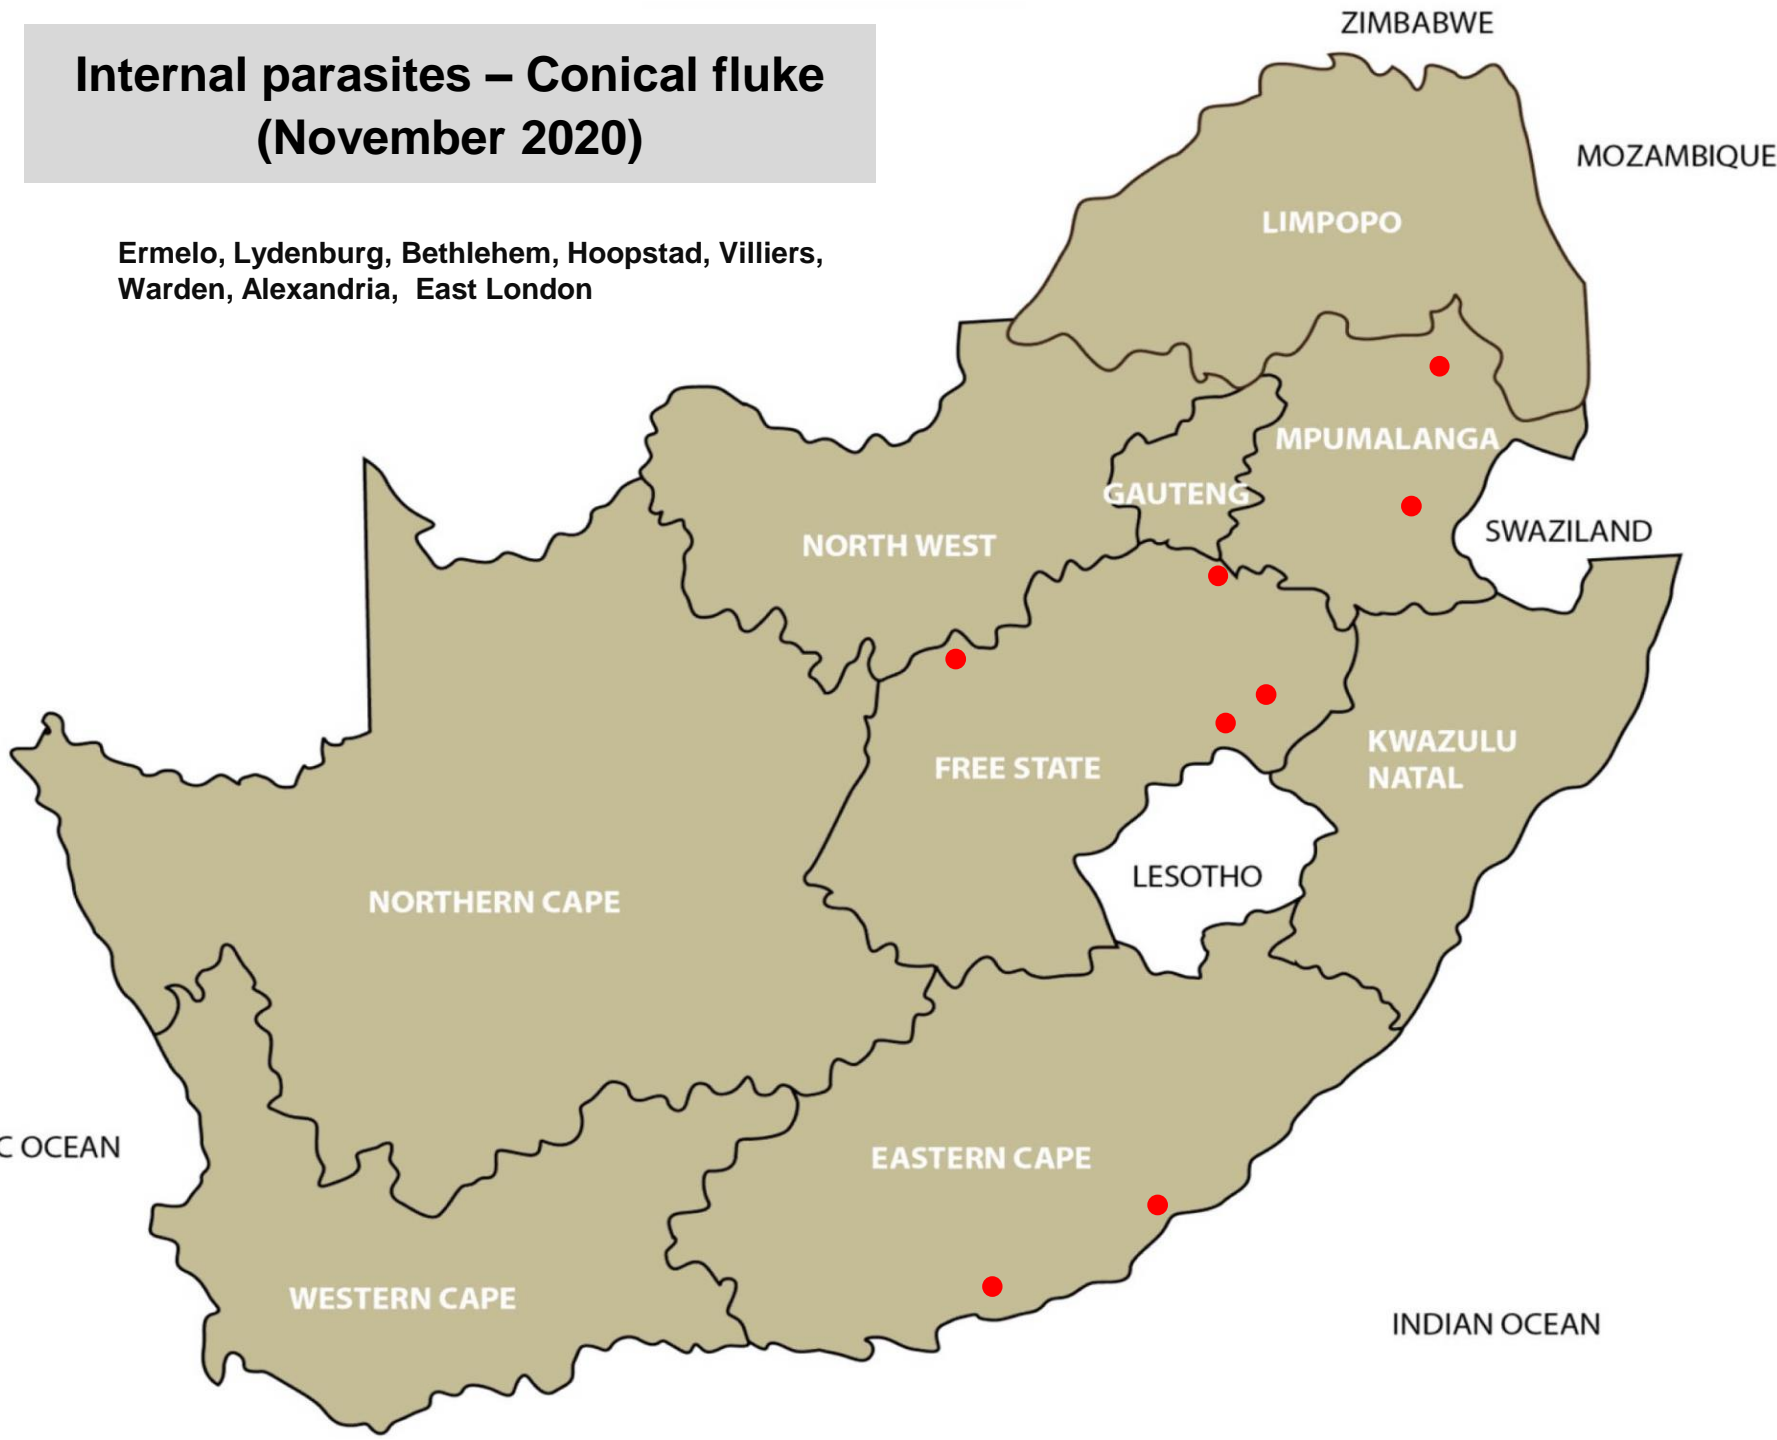 Internal parasites – Conical fluke
(November 2020)
Ermelo, Lydenburg, Bethlehem, Hoopstad, Villiers,
Warden, Alexandria, East London
ZIMBABWE
MOZAMBIQUE
LIMPOPO
MPUMALANGA
GAUTENG
SWAZILAND
NORTH WEST
KWAZULU
NATAL
FREE STATE
LESOTHO
NORTHERN CAPE
C OCEAN
EASTERN CAPE
WESTERN CAPE
INDIAN OCEAN